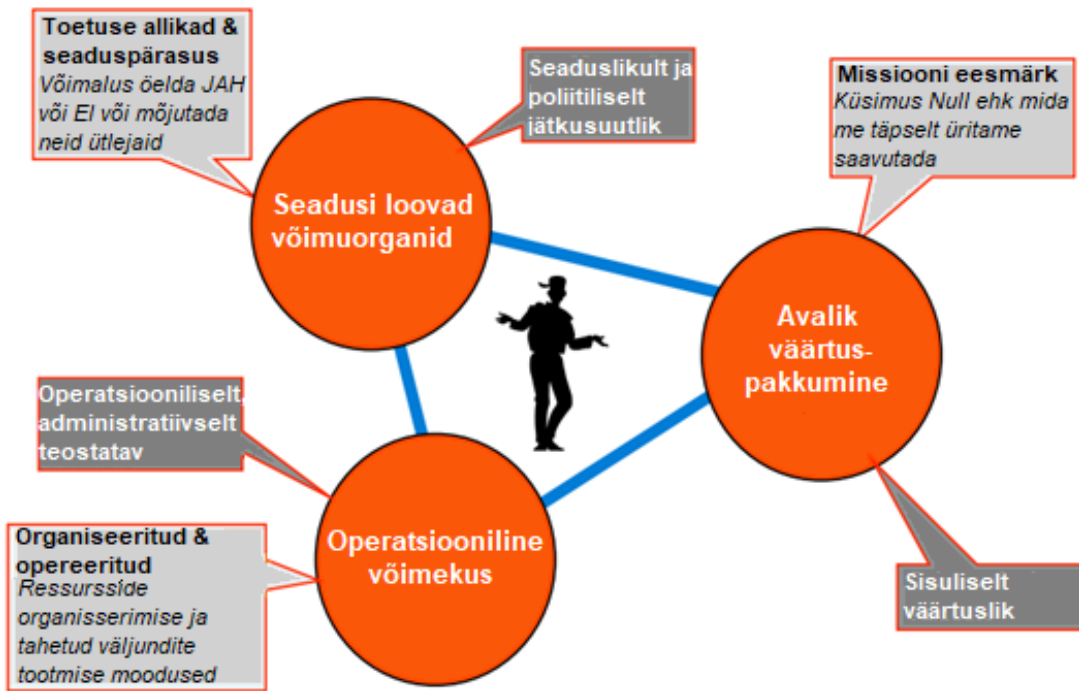 Toetuse allikad &
seaduspärasus
Võimalus öelda JAH
või EI või mõjutada
neid ütlejaid
Seaduslikult ja
poliitiliselt
jätkusuutlik
Missiooni eesmärk
Küsimus Null ehk mida
me täpselt üritame
saavutada
Seadusi loovad
võimuorganid
Avalik
väärtus-
pakkumine
Operatsiooniliselt,
administratiivselt
teostatav
Operatsiooniline
võimekus
Organiseeritud &
opereeritud
Ressursside
organisserimise ja
tahetud väljundite
tootmise moodused
Sisuliselt
väärtuslik